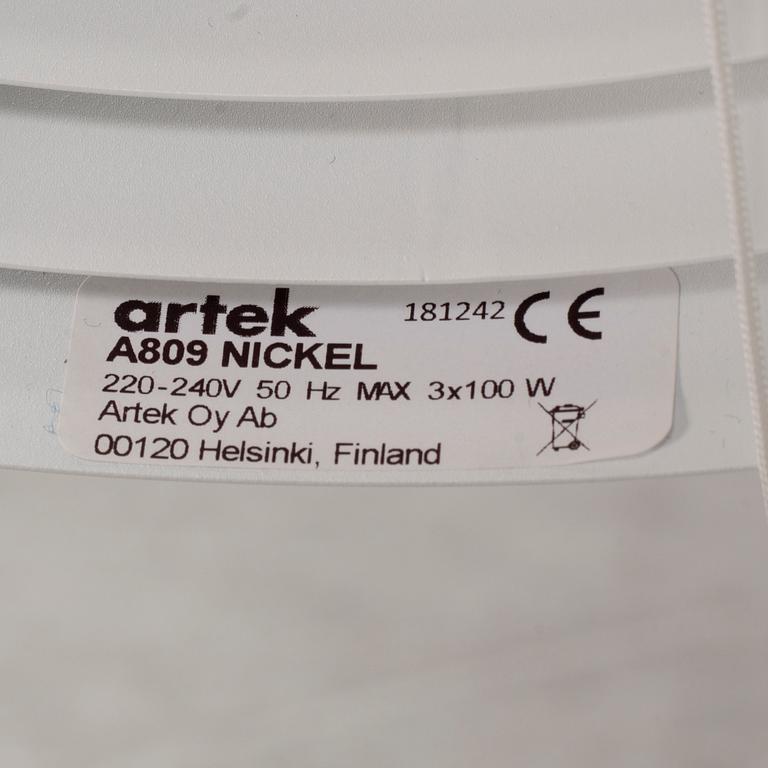 artek 181242 CE
A809 NICKEL
220-240V 50 Hz MAX 3x100 W
Artek Oy Ab
00120 Helsinki, Finland